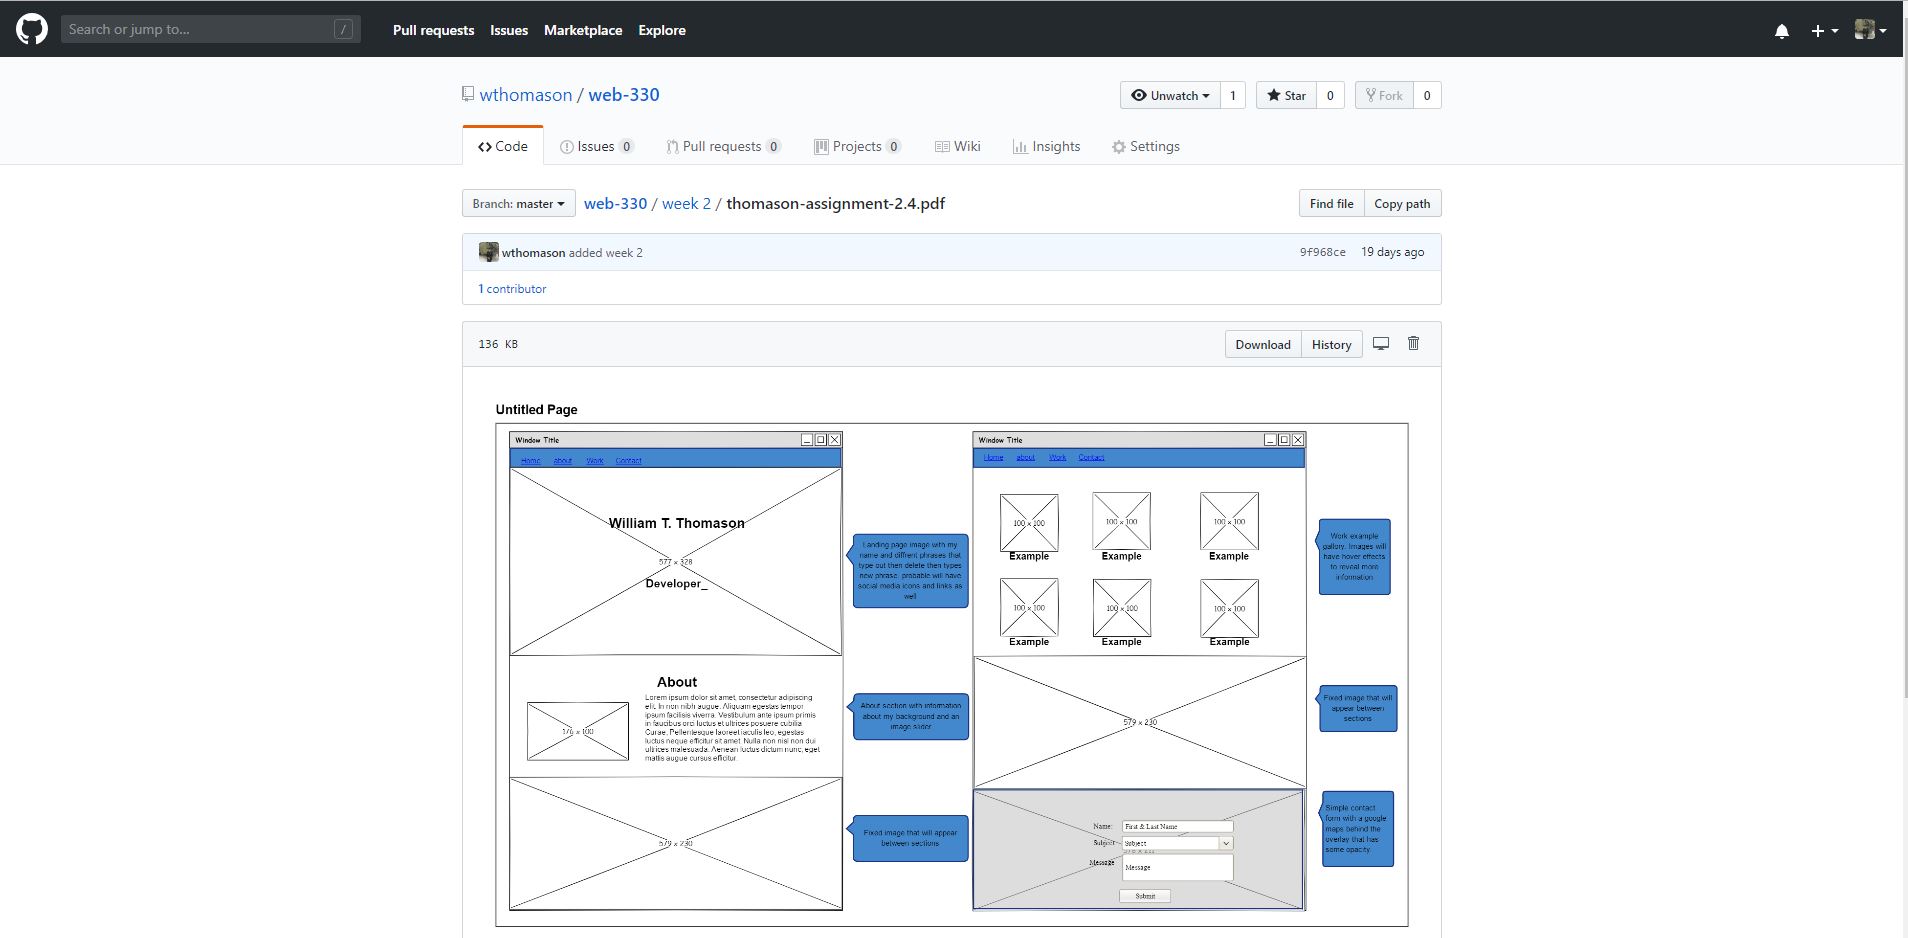 Search or jump to... /
Pull requests Issues Marketplace Explore
wthomason / web-330
Unwatch 1 Star 0 Fork 0
Code Issues 0 Pull requests 0 Projects 0 Wiki Insights Settings
Branch: master web-330 / week 2 / thomason-assignment-2.4.pdf
Find file Copy path
wthomason added week 2
9f968ce 19 days ago
1 contributor
136 KB
Download History
Untitled Page
Window Title
Home about Work Contact
William T. Thomason
577 x 328
Developer_
Landing page image with my
name and diffrent phrases that
type out then delete then types
new phrase. probable will have
social media icons and links as
well
About
176 x 100
Lorem ipsum dolor sit amet, consectetur adipiscing
elit. In non nibh augue. Aliquam egestas tempor
ipsum facilisis viverra. Vestibulum ante ipsum primis
in faucibus orci luctus et ultrices posuere cubilia
Curae; Pellentesque laoreet iaculis leo, egestas
luctus neque efficitur sit amet. Nulla non nisl non dui
ultrices malesuada. Aenean luctus dictum nunc, eget
mattis augue cursus efficitur.
About section with information
about my background and an
image slider
579 x 230
Fixed image that will appear
between sections
Window Title
Home about Work Contact
100 x 100 100 x 100 100 x 100
Example Example Example
100 x 100 100 x 100 100 x 100
Example Example Example
Work example
gallory. Images will
have hover effects
to reveal more
information
579 x 230
Fixed image that will
appear between
sections
Name: First & Last Name
Subject Subject
Message Message
Submit
Simple contact
form with a google
maps behind the
overlay that has
some opacity.